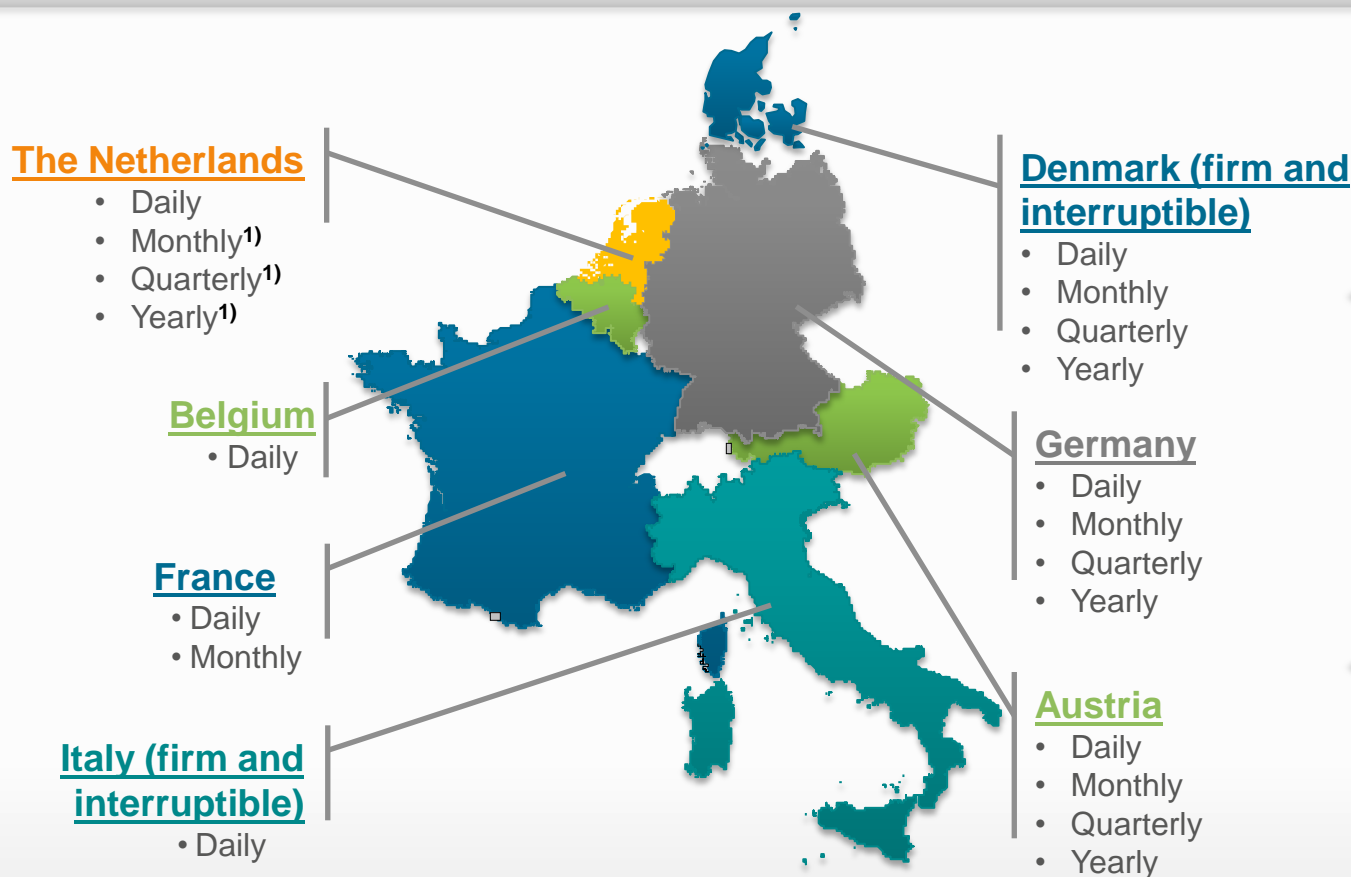 The Netherlands
• Daily
• Monthly1)
• Quarterly1)
• Yearly1)
Belgium
• Daily
France
• Daily
• Monthly
Italy (firm and
interruptible)
• Daily
Denmark (firm and
interruptible)
• Daily
• Monthly
• Quarterly
• Yearly
Germany
• Daily
• Monthly
• Quarterly
• Yearly
Austria
• Daily
• Monthly
• Quarterly
• Yearly